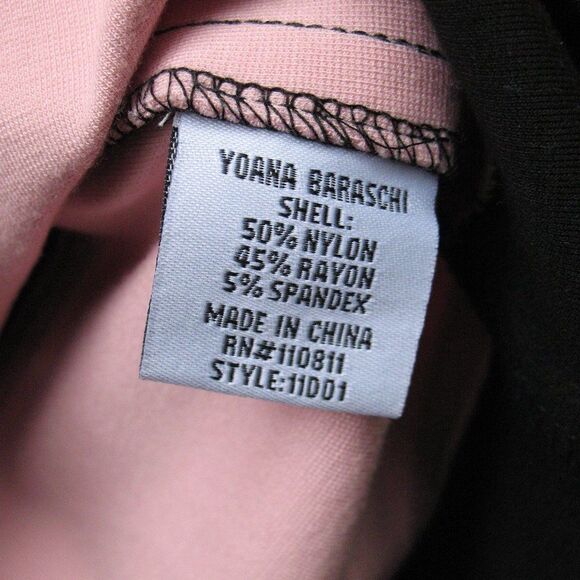 YOANA BARASCHI
SHELL:
50% NYLON
45% RAYON
5% SPANDEX
MADE IN CHINA
RN#110811
STYLE:11D01